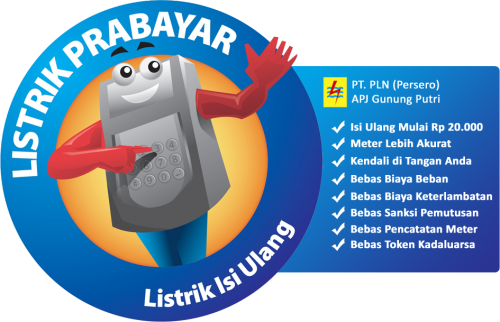 LISTRIK PRABAYAR
PT. PLN (Persero)
APJ Gunung Putri
Isi Ulang Mulai Rp 20.000
Meter Lebih Akurat
Kendali di Tangan Anda
Bebas Biaya Beban
Bebas Biaya Keterlambatan
Bebas Sanksi Pemutusan
Bebas Pencatatan Meter
Bebas Token Kadaluarsa
Listrik Isi Ulang